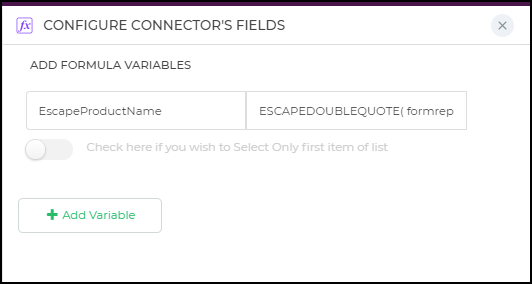 fx CONFIGURE CONNECTOR'S FIELDS
ADD FORMULA VARIABLES
EscapeProductName ESCAPEDOUBLEQUOTE( formrep
Check here if you wish to Select Only first item of list
+ Add Variable